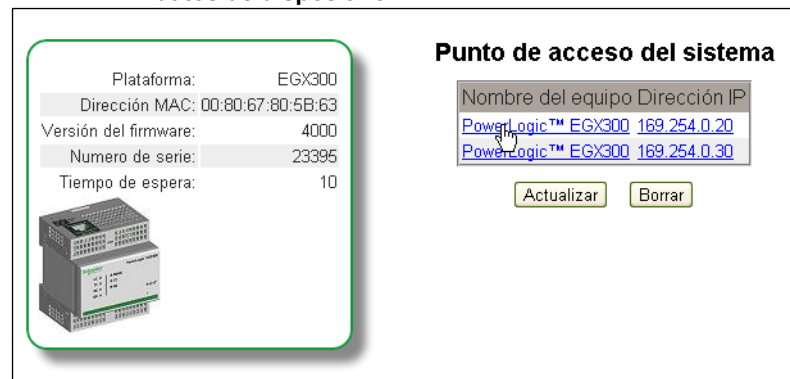 Plataforma: EGX300
Dirección MAC: 00:80:67:80:5B:63
Versión del firmware: 4000
Numero de serie: 23395
Tiempo de espera: 10
Punto de acceso del sistema
Nombre del equipo Dirección IP
PowerLogic™ EGX300 169.254.0.20
PowerLogic™ EGX300 169.254.0.30
Actualizar Borrar